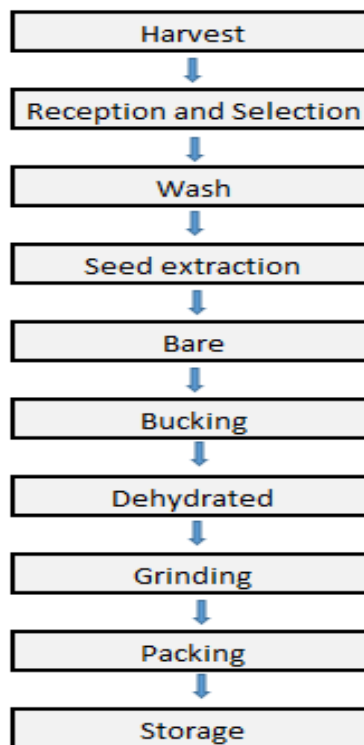 Harvest
Reception and Selection
Wash
Seed extraction
Bare
Bucking
Dehydrated
Grinding
Packing
Storage